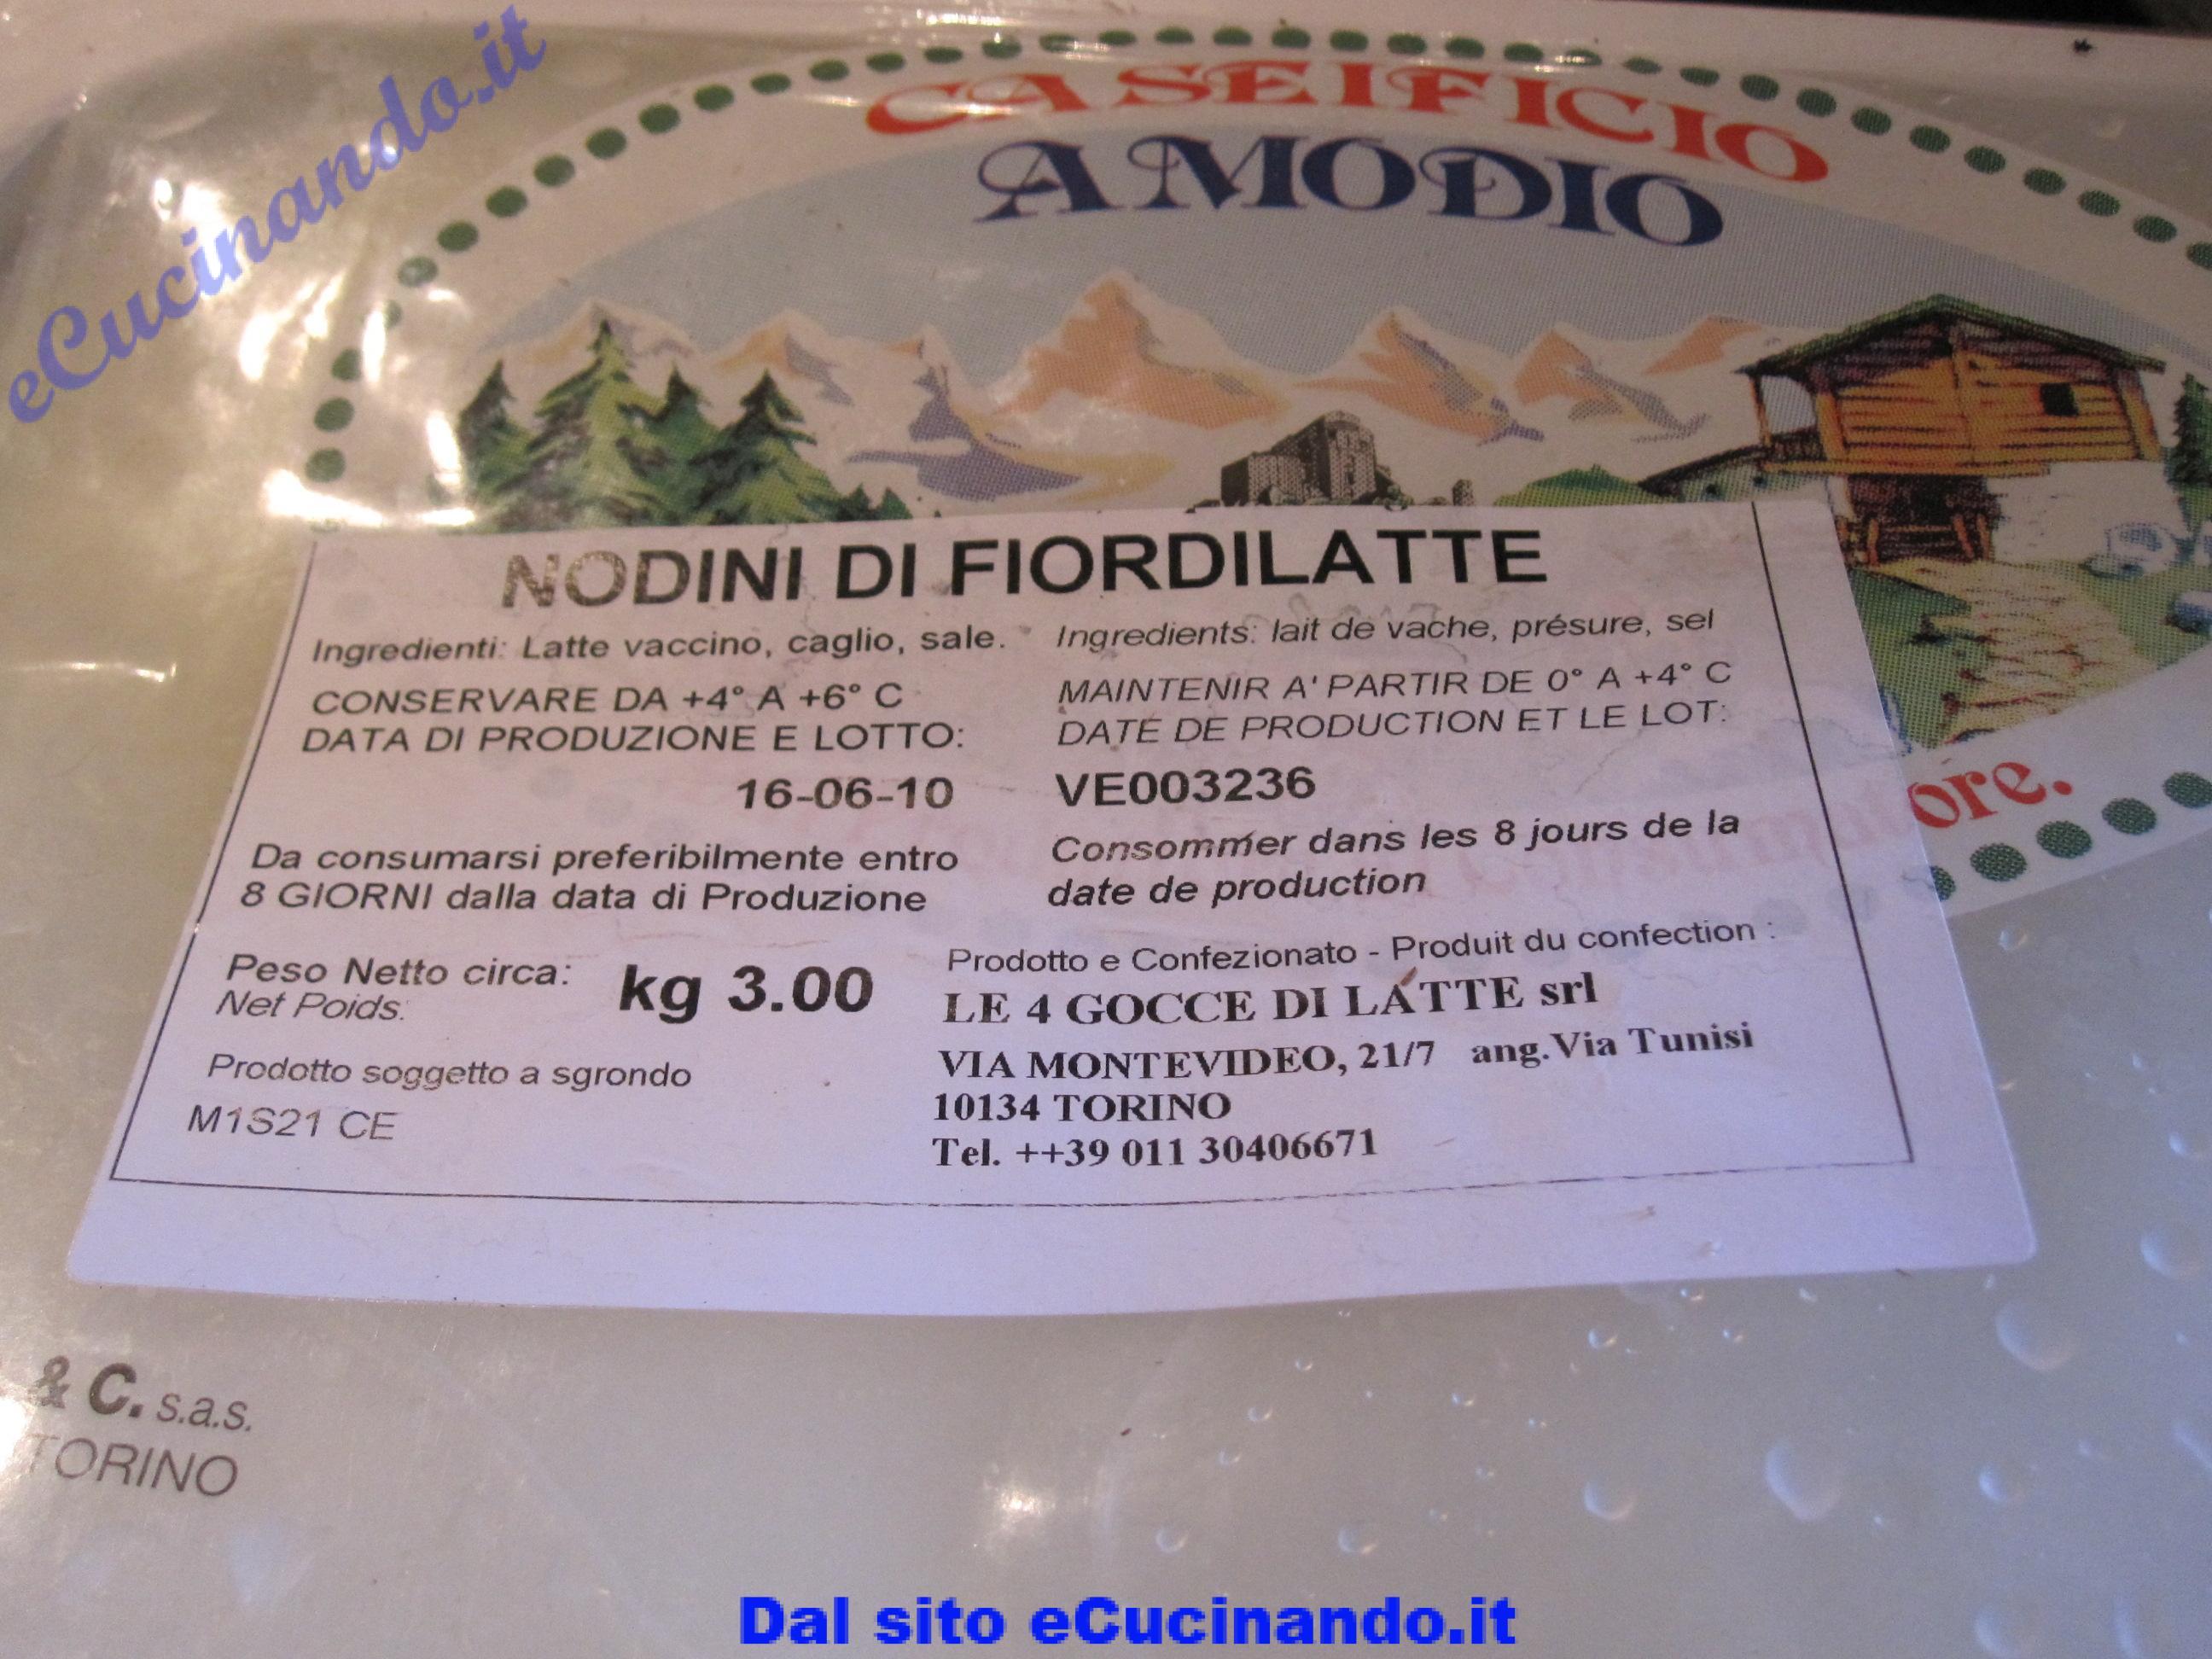 eCucinando.it
CASEIFICIO
AMODIO
NODINI DI FIORDILATTE
Ingredienti: Latte vaccino, caglio, sale.
CONSERVARE DA +4° A +6° C
DATA DI PRODUZIONE E LOTTO:
16-06-10
Da consumarsi preferibilmente entro
8 GIORNI dalla data di Produzione
Peso Netto circa: kg 3.00
Net Poids:
Prodotto soggetto a sgrondo
M1S21 CE
Ingredients: lait de vache, présure, sel
MAINTENIR A' PARTIR DE 0° A +4° C
DATE DE PRODUCTION ET LE LOT:
VE003236
Consommer dans les 8 jours de la
date de production
Prodotto e Confezionato - Produit du confection :
LE 4 GOCCE DI LATTE srl
VIA MONTEVIDEO, 21/7 ang.Via Tunisi
10134 TORINO
Tel. ++39 011 30406671
ore.
& C. s.a.s.
TORINO
Dal sito eCucinando.it